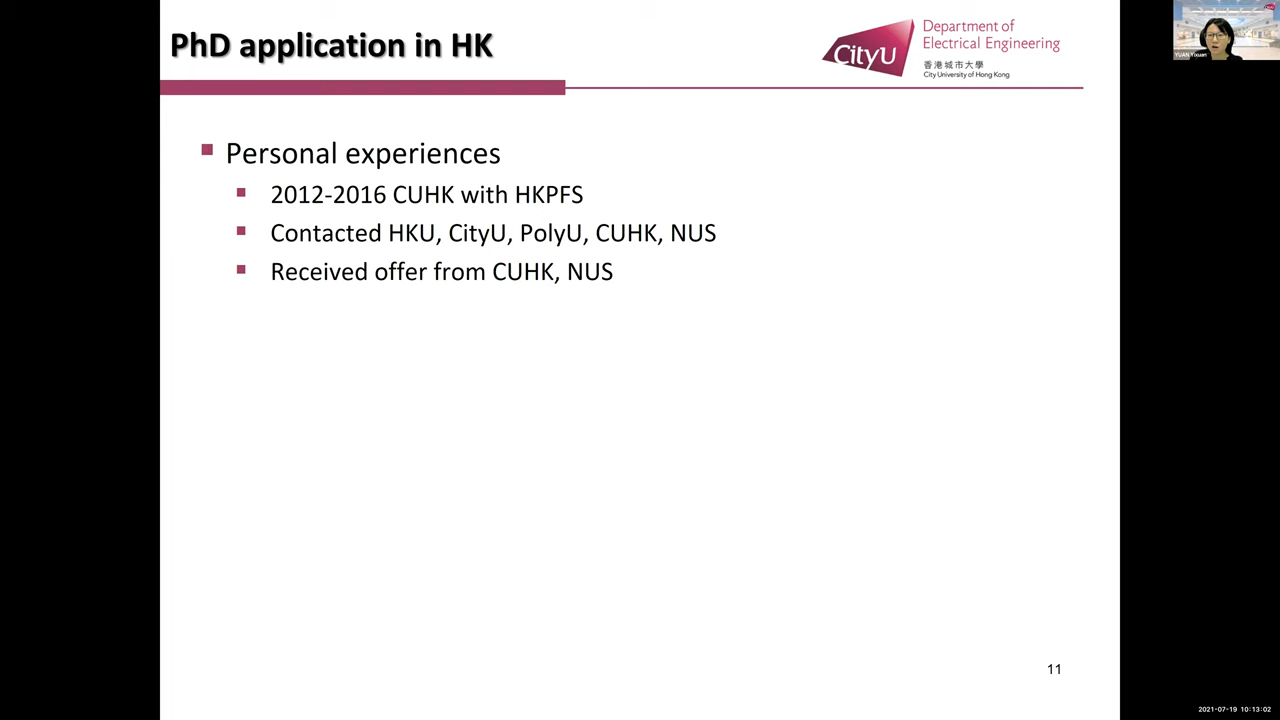 PhD application in HK
CityU
Department of
Electrical Engineering
香港城市大學
City University of Hong Kong
YUAN Yixuan
Personal experiences
2012-2016 CUHK with HKPFS
Contacted HKU, CityU, PolyU, CUHK, NUS
Received offer from CUHK, NUS
11
2021-07-19 10:13:02